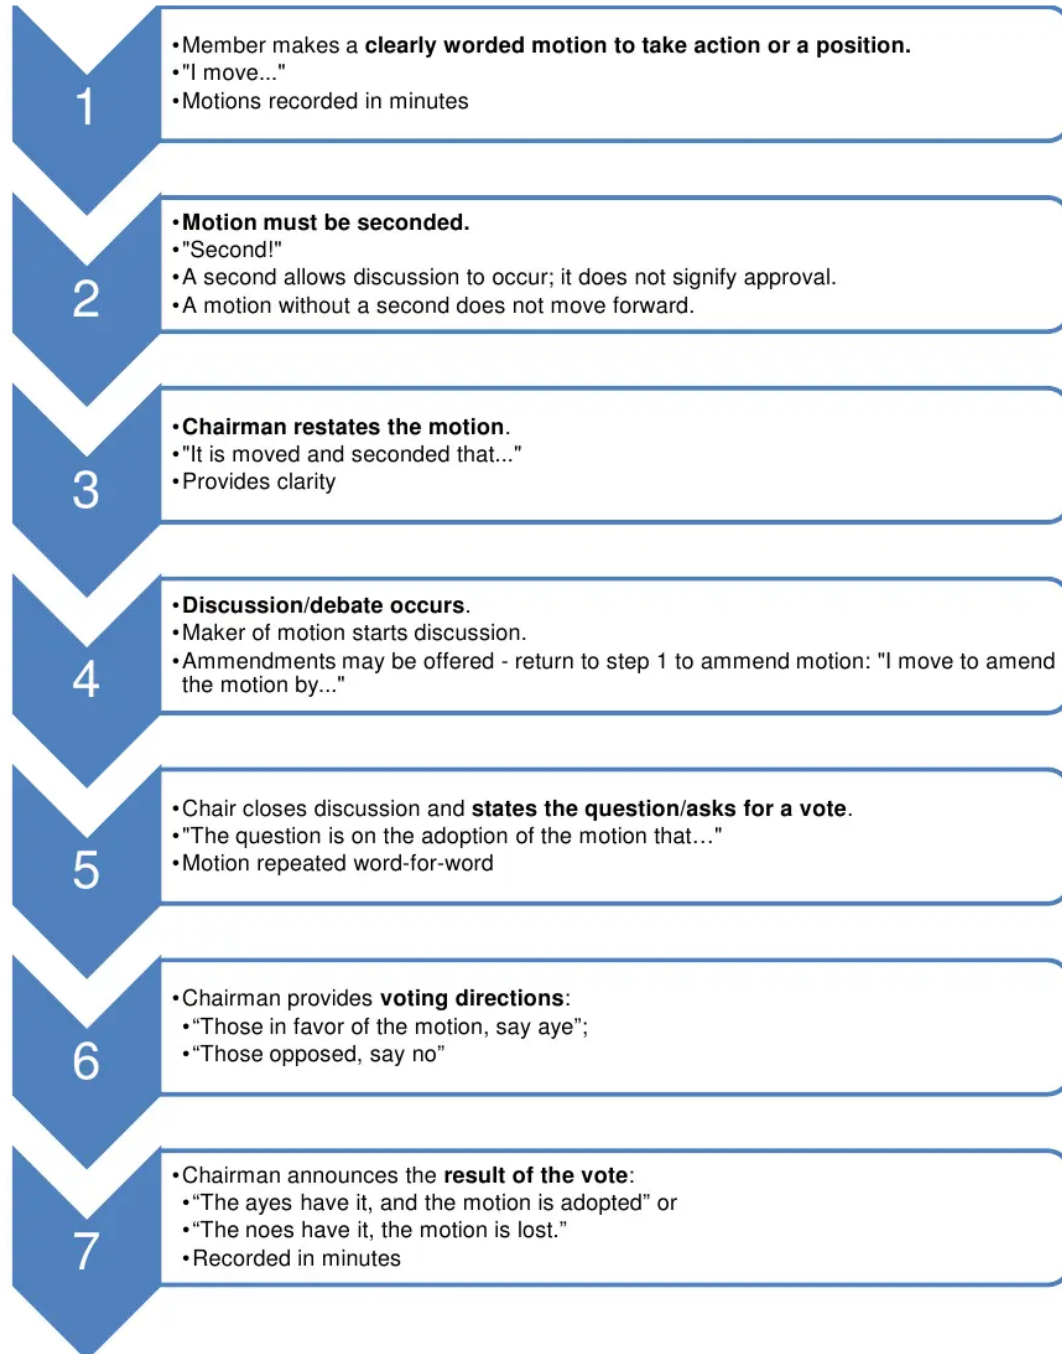 1
•Member makes a clearly worded motion to take action or a position.
•"I move..."
•Motions recorded in minutes
2
•Motion must be seconded.
•"Second!"
•A second allows discussion to occur; it does not signify approval.
•A motion without a second does not move forward.
3
•Chairman restates the motion.
•"It is moved and seconded that..."
•Provides clarity
4
•Discussion/debate occurs.
•Maker of motion starts discussion.
•Ammendments may be offered - return to step 1 to ammend motion: "I move to amend
the motion by..."
5
•Chair closes discussion and states the question/asks for a vote.
•"The question is on the adoption of the motion that…"
•Motion repeated word-for-word
6
•Chairman provides voting directions:
•“Those in favor of the motion, say aye”;
•“Those opposed, say no”
7
•Chairman announces the result of the vote:
•“The ayes have it, and the motion is adopted” or
•“The noes have it, the motion is lost.”
•Recorded in minutes